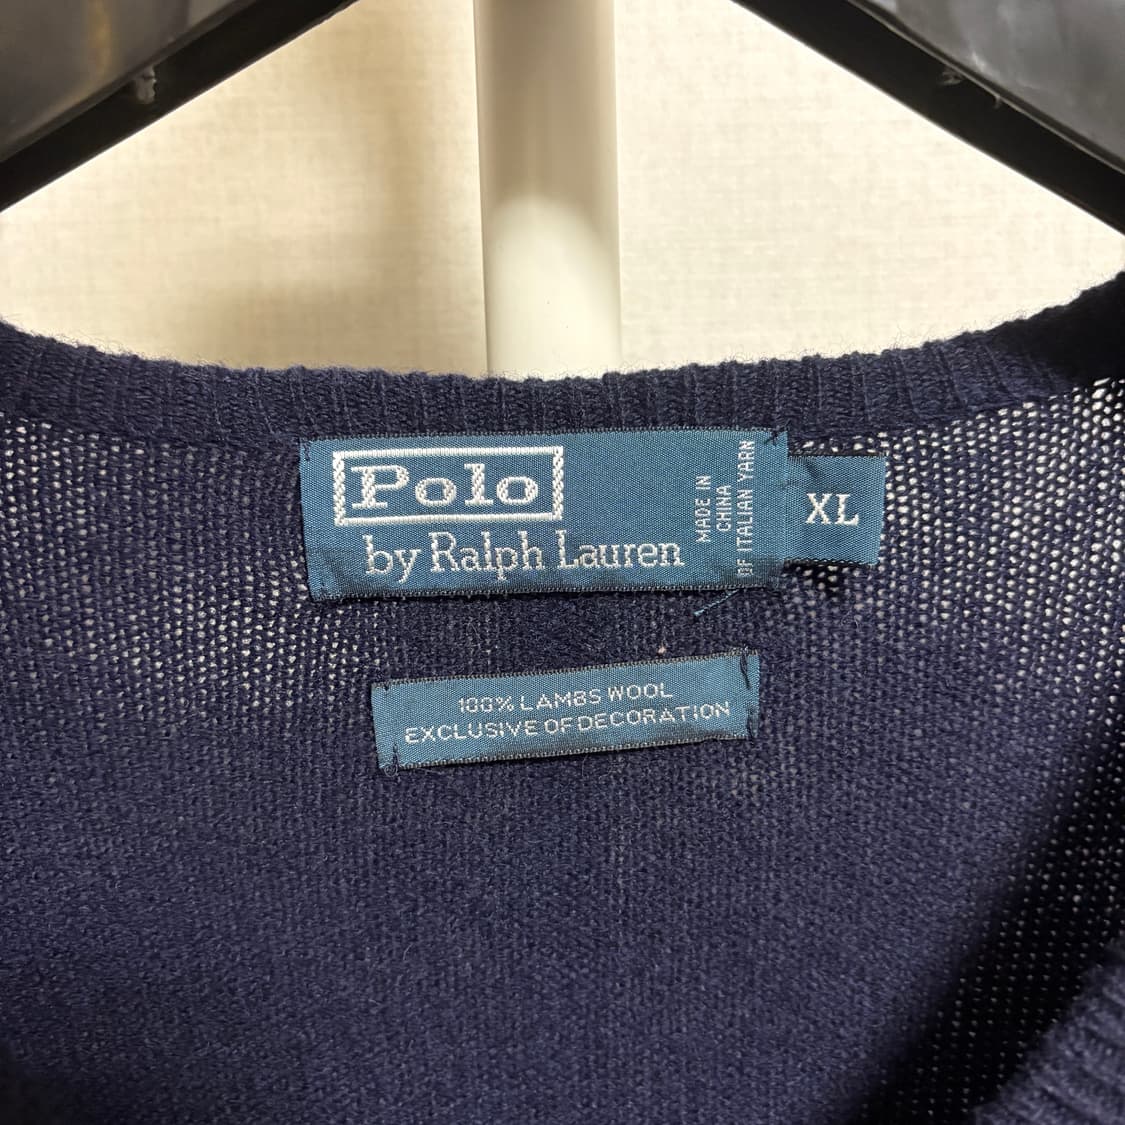 Polo
by Ralph Lauren
MADE IN
CHINA
OF ITALIAN YARN
XL
100% LAMBS WOOL
EXCLUSIVE OF DECORATION